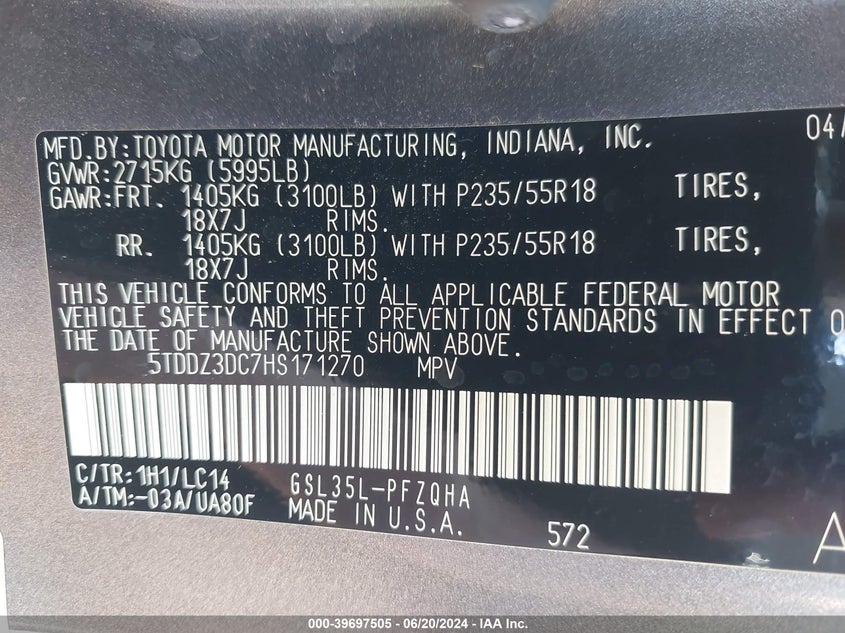 MFD.BY:TOYOTA MOTOR MANUFACTURING, INDIANA, INC. 04/
GVWR:2715KG (5995LB)
GAWR:FRT. 1405KG (3100LB) WITH P235/55R18 TIRES,
18X7J RIMS.
RR. 1405KG (3100LB) WITH P235/55R18 TIRES,
18X7J RIMS.
THIS VEHICLE CONFORMS TO ALL APPLICABLE FEDERAL MOTOR
VEHICLE SAFETY AND THEFT PREVENTION STANDARDS IN EFFECT O
THE DATE OF MANUFACTURE SHOWN ABOVE.
5TDDZ3DC7HS171270 MPV
C/TR:1H1/LC14 GSL35L-PFZQHA
A/TM:-03A/UA80F MADE IN U.S.A. 572 A
000-39697505 - 06/20/2024 - IAA Inc.